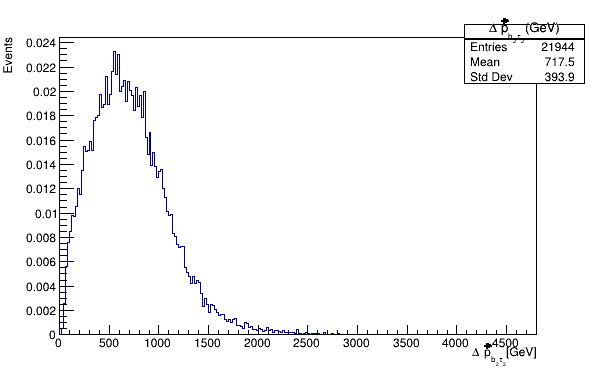 Δ p⃗ b₂τ₂ (GeV)
Entries 21944
Mean 717.5
Std Dev 393.9
Events
0.024
0.022
0.02
0.018
0.016
0.014
0.012
0.01
0.008
0.006
0.004
0.002
0
0 500 1000 1500 2000 2500 3000 3500 4000 4500
Δ p⃗ b₂τ₂ [GeV]